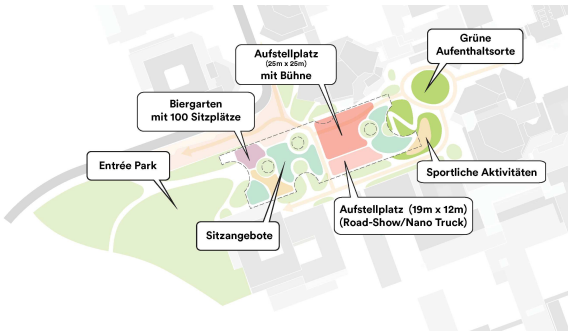 Grüne
Aufenthaltsorte
Aufstellplatz
(25m x 25m)
mit Bühne
Biergarten
mit 100 Sitzplätze
Entrée Park
Sportliche Aktivitäten
Aufstellplatz (19m x 12m)
(Road-Show/Nano Truck)
Sitzangebote